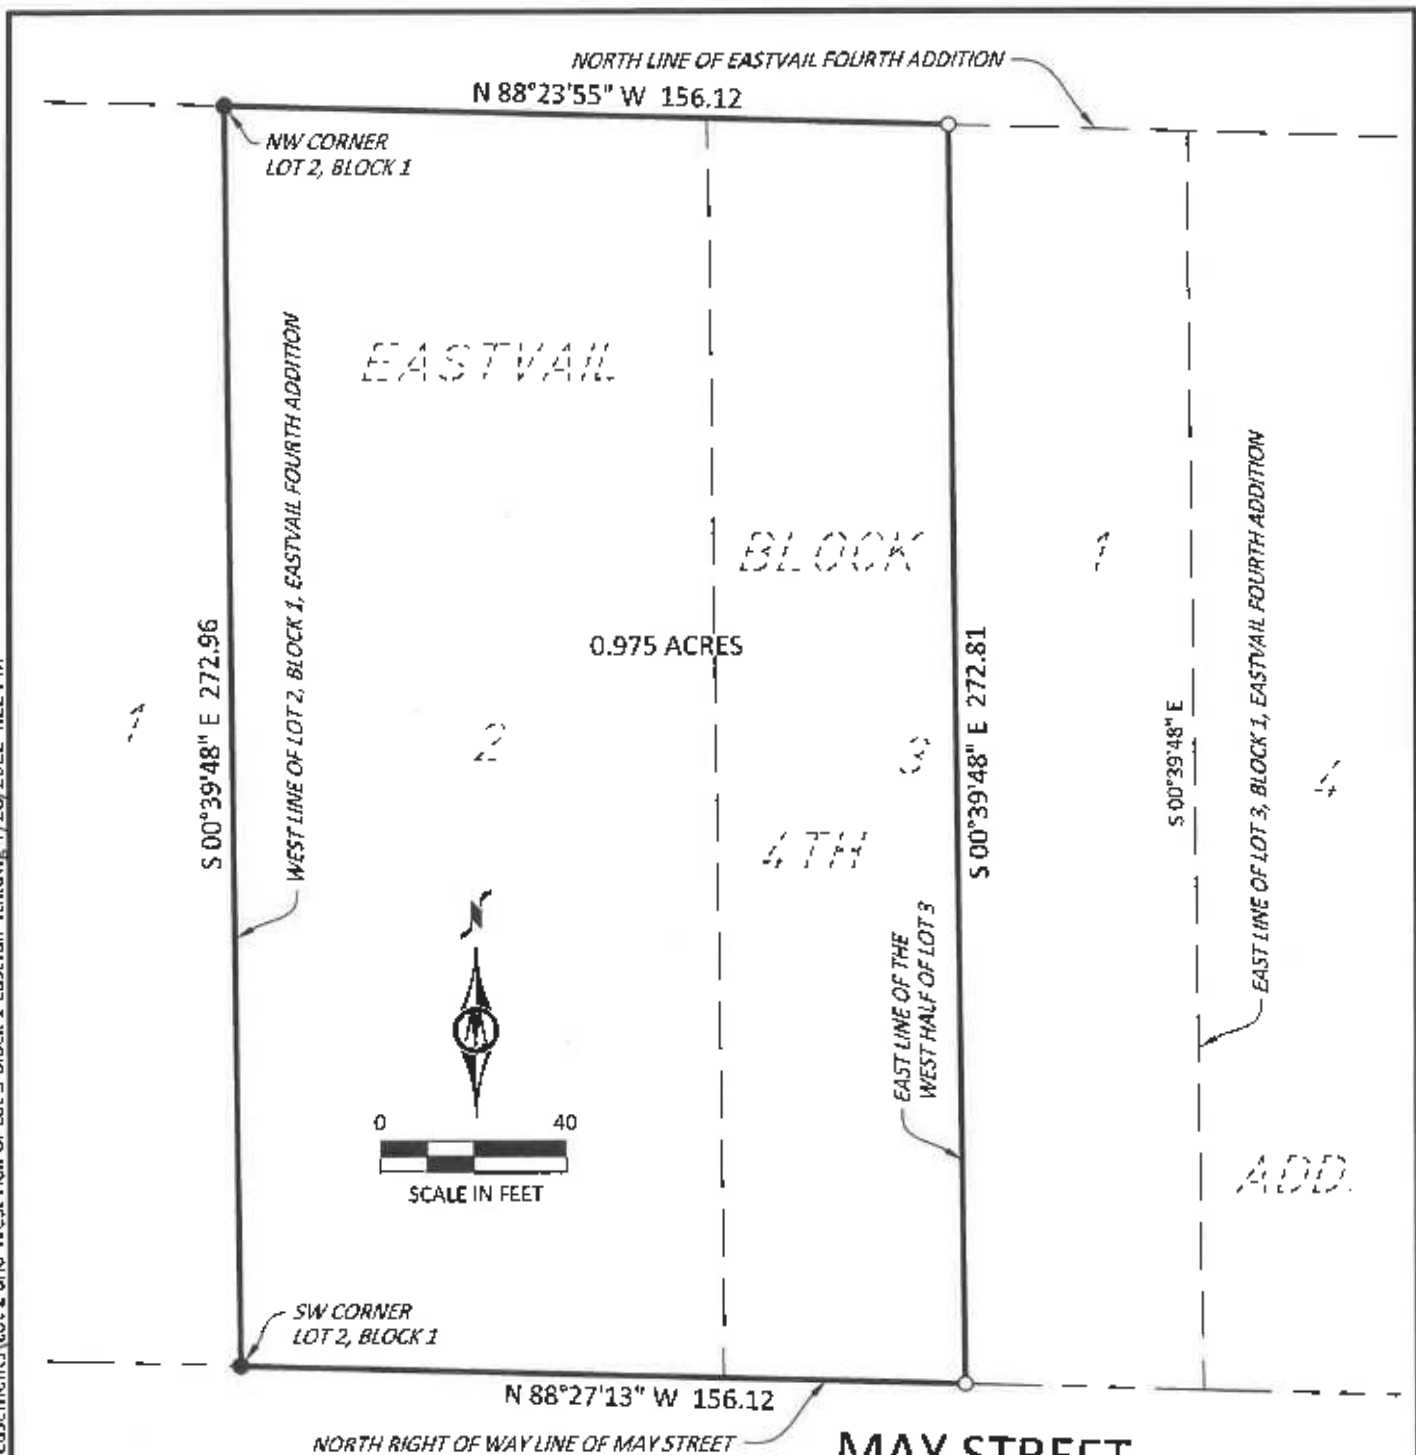 NORTH LINE OF EASTVAIL FOURTH ADDITION
N 88°23'55" W 156.12
NW CORNER
LOT 2, BLOCK 1
EASTVAIL
WEST LINE OF LOT 2, BLOCK 1, EASTVAIL FOURTH ADDITION
S 00°39'48" E 272.96
BLOCK
1
0.975 ACRES
S 00°39'48" E 272.81
EAST LINE OF LOT 3, BLOCK 1, EASTVAIL FOURTH ADDITION
S 00°39'48" E
1
2
3
4
4TH
N
EAST LINE OF THE
WEST HALF OF LOT 3
0 40
SCALE IN FEET
ADD.
SW CORNER
LOT 2, BLOCK 1
N 88°27'13" W 156.12
NORTH RIGHT OF WAY LINE OF MAY STREET
MAY STREET